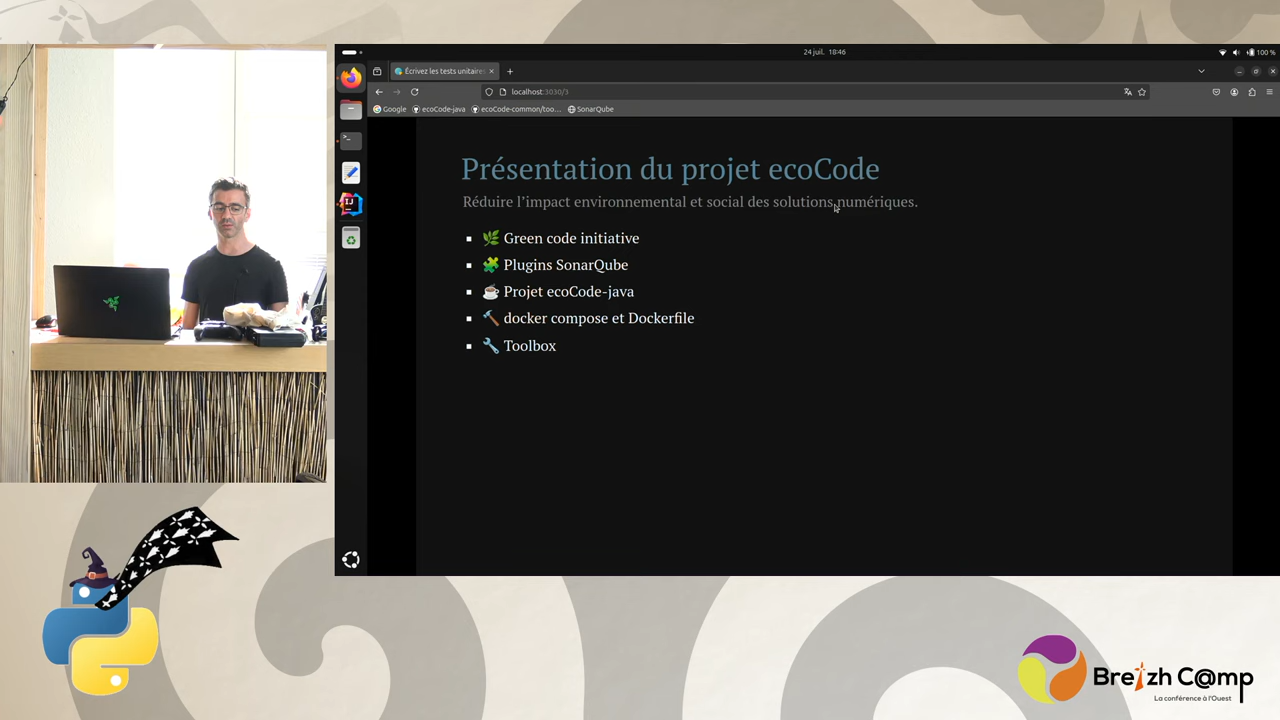 24 juil. 18:46
100 %
Écrivez les tests unitaires
localhost:3030/3
Google
ecoCode-java
ecoCode-common/too...
SonarQube
Présentation du projet ecoCode
Réduire l'impact environnemental et social des solutions numériques.
🌿 Green code initiative
🧩 Plugins SonarQube
☕ Projet ecoCode-java
🔨 docker compose et Dockerfile
🔧 Toolbox
Breizh C@mp
La conférence à l'Ouest